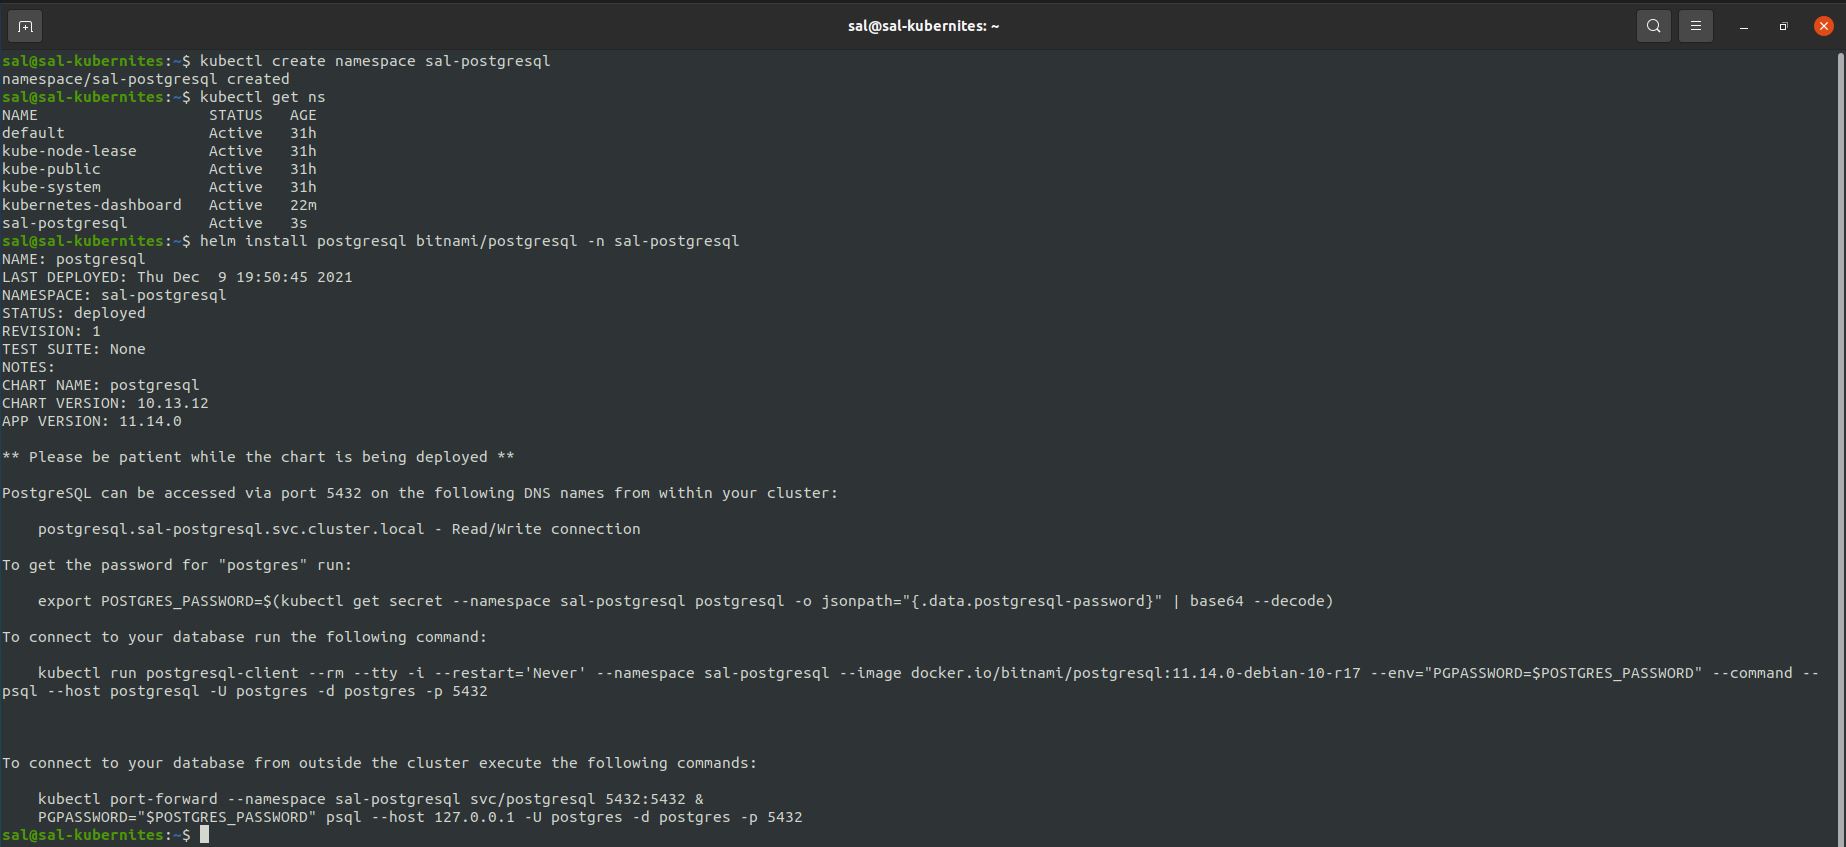 sal@sal-kubernites: ~
sal@sal-kubernites:~$ kubectl create namespace sal-postgresql
namespace/sal-postgresql created
sal@sal-kubernites:~$ kubectl get ns
NAME                   STATUS   AGE
default                Active   31h
kube-node-lease        Active   31h
kube-public            Active   31h
kube-system            Active   31h
kubernetes-dashboard   Active   22m
sal-postgresql         Active   3s
sal@sal-kubernites:~$ helm install postgresql bitnami/postgresql -n sal-postgresql
NAME: postgresql
LAST DEPLOYED: Thu Dec  9 19:50:45 2021
NAMESPACE: sal-postgresql
STATUS: deployed
REVISION: 1
TEST SUITE: None
NOTES:
CHART NAME: postgresql
CHART VERSION: 10.13.12
APP VERSION: 11.14.0
** Please be patient while the chart is being deployed **
PostgreSQL can be accessed via port 5432 on the following DNS names from within your cluster:
    postgresql.sal-postgresql.svc.cluster.local - Read/Write connection
To get the password for "postgres" run:
    export POSTGRES_PASSWORD=$(kubectl get secret --namespace sal-postgresql postgresql -o jsonpath="{.data.postgresql-password}" | base64 --decode)
To connect to your database run the following command:
    kubectl run postgresql-client --rm --tty -i --restart='Never' --namespace sal-postgresql --image docker.io/bitnami/postgresql:11.14.0-debian-10-r17 --env="PGPASSWORD=$POSTGRES_PASSWORD" --command --
psql --host postgresql -U postgres -d postgres -p 5432
To connect to your database from outside the cluster execute the following commands:
    kubectl port-forward --namespace sal-postgresql svc/postgresql 5432:5432 &
    PGPASSWORD="$POSTGRES_PASSWORD" psql --host 127.0.0.1 -U postgres -d postgres -p 5432
sal@sal-kubernites:~$